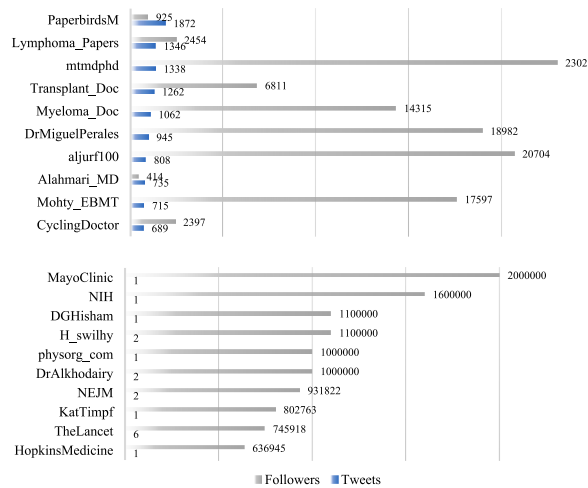 PaperbirdsM 925 1872
Lymphoma_Papers 2454 1346
mtmdphd 2302 1338
Transplant_Doc 6811 1262
Myeloma_Doc 14315 1062
DrMiguelPerales 18982 945
aljurf100 20704 808
Alahmari_MD 414 735
Mohty_EBMT 17597 715
CyclingDoctor 2397 689
MayoClinic 1 2000000
NIH 1 1600000
DGHisham 1 1100000
H_swilhy 2 1100000
physorg_com 1 1000000
DrAlkhodairy 2 1000000
NEJM 2 931822
KatTimpf 1 802763
TheLancet 6 745918
HopkinsMedicine 1 636945
Followers Tweets